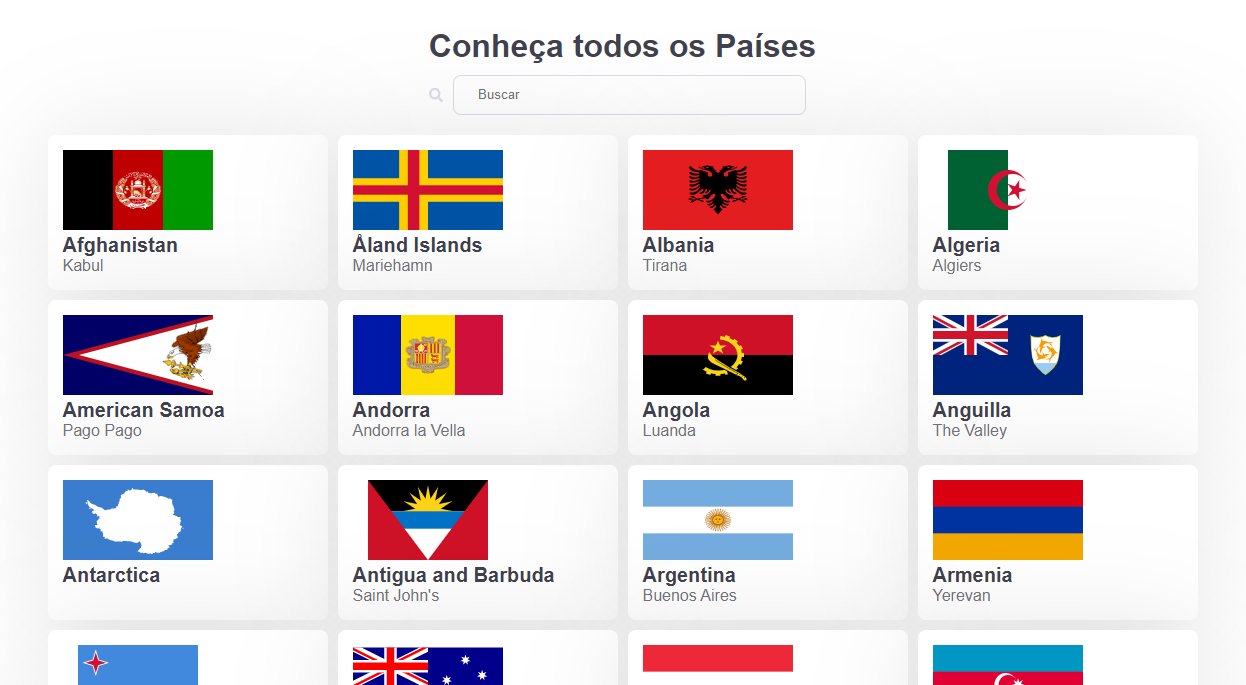 Conheça todos os Países
Buscar
Afghanistan
Kabul
Åland Islands
Mariehamn
Albania
Tirana
Algeria
Algiers
American Samoa
Pago Pago
Andorra
Andorra la Vella
Angola
Luanda
Anguilla
The Valley
Antarctica
Antigua and Barbuda
Saint John's
Argentina
Buenos Aires
Armenia
Yerevan